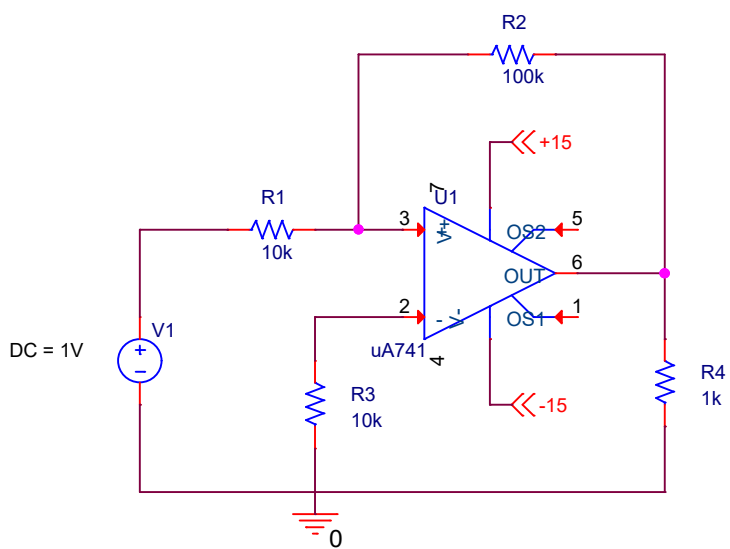 R2
100k
+15
7
U1
R1
10k
3
+
V+
OS2
5
OUT
6
2
-
V-
OS1
1
V1
DC = 1V
+
−
uA741
4
-15
R3
10k
R4
1k
0